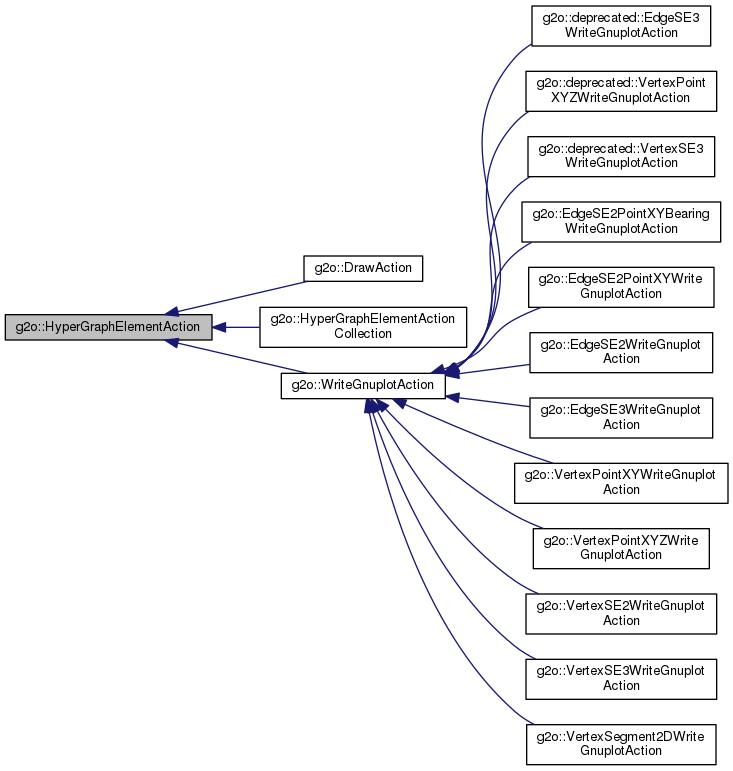 g2o::HyperGraphElementAction
g2o::DrawAction
g2o::HyperGraphElementAction
Collection
g2o::WriteGnuplotAction
g2o::deprecated::EdgeSE3
WriteGnuplotAction
g2o::deprecated::VertexPoint
XYZWriteGnuplotAction
g2o::deprecated::VertexSE3
WriteGnuplotAction
g2o::EdgeSE2PointXYBearing
WriteGnuplotAction
g2o::EdgeSE2PointXYWrite
GnuplotAction
g2o::EdgeSE2WriteGnuplot
Action
g2o::EdgeSE3WriteGnuplot
Action
g2o::VertexPointXYWriteGnuplot
Action
g2o::VertexPointXYZWrite
GnuplotAction
g2o::VertexSE2WriteGnuplot
Action
g2o::VertexSE3WriteGnuplot
Action
g2o::VertexSegment2DWrite
GnuplotAction